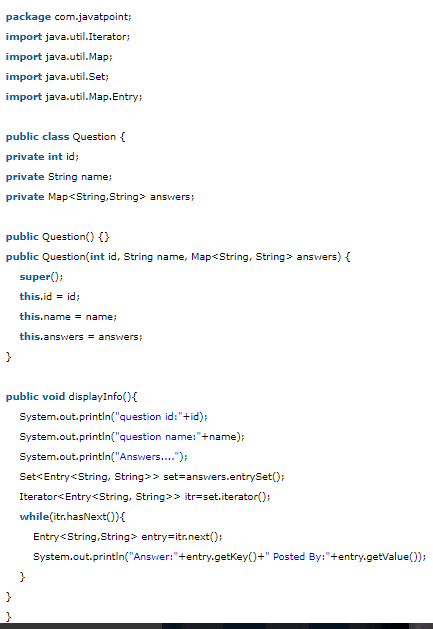 package com.javatpoint;
import java.util.Iterator;
import java.util.Map;
import java.util.Set;
import java.util.Map.Entry;
public class Question {
private int id;
private String name;
private Map<String,String> answers;
public Question() {}
public Question(int id, String name, Map<String, String> answers) {
super();
this.id = id;
this.name = name;
this.answers = answers;
}
public void displayInfo(){
System.out.println("question id:"+id);
System.out.println("question name:"+name);
System.out.println("Answers....");
Set<Entry<String, String>> set=answers.entrySet();
Iterator<Entry<String, String>> itr=set.iterator();
while(itr.hasNext()){
Entry<String,String> entry=itr.next();
System.out.println("Answer:"+entry.getKey()+" Posted By:"+entry.getValue());
}
}
}